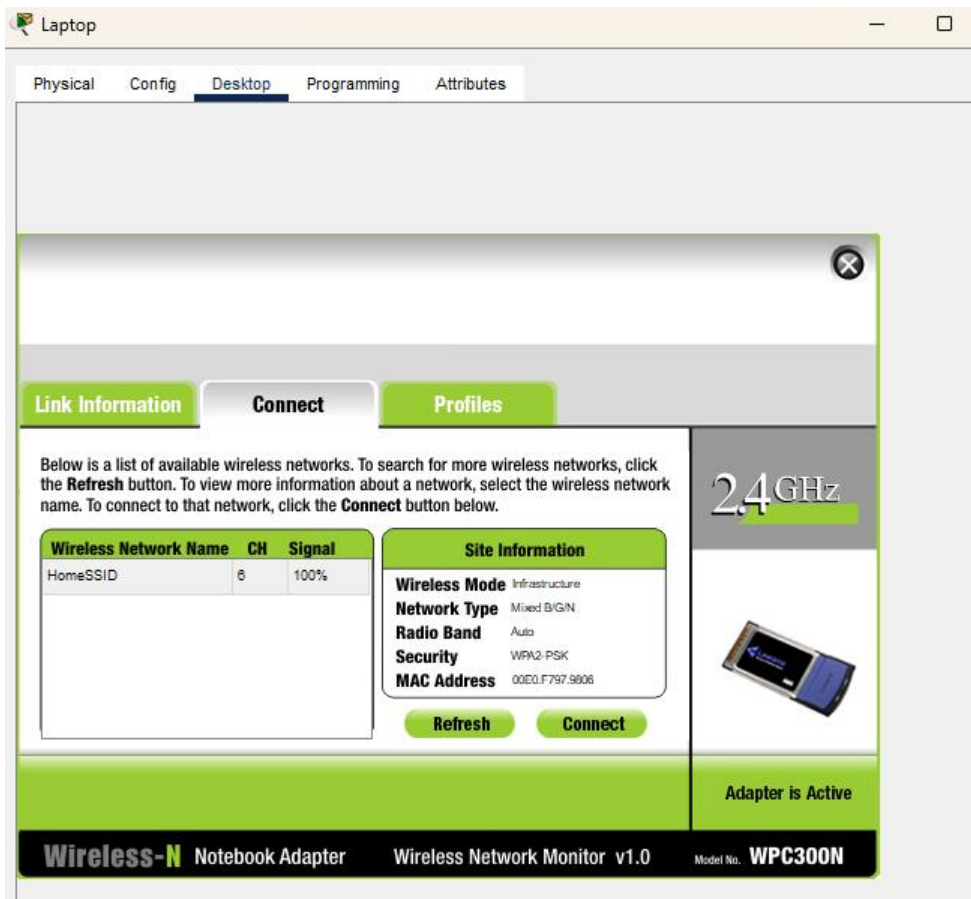 Laptop
Physical Config Desktop Programming Attributes
Link Information Connect Profiles
Below is a list of available wireless networks. To search for more wireless networks, click
the Refresh button. To view more information about a network, select the wireless network
name. To connect to that network, click the Connect button below.
2.4GHz
Wireless Network Name CH Signal
HomeSSID 6 100%
Site Information
Wireless Mode Infrastructure
Network Type Mixed B/G/N
Radio Band Auto
Security WPA2-PSK
MAC Address 00E0.F797.9806
Refresh Connect
Adapter is Active
Wireless-N Notebook Adapter Wireless Network Monitor v1.0 Model No. WPC300N